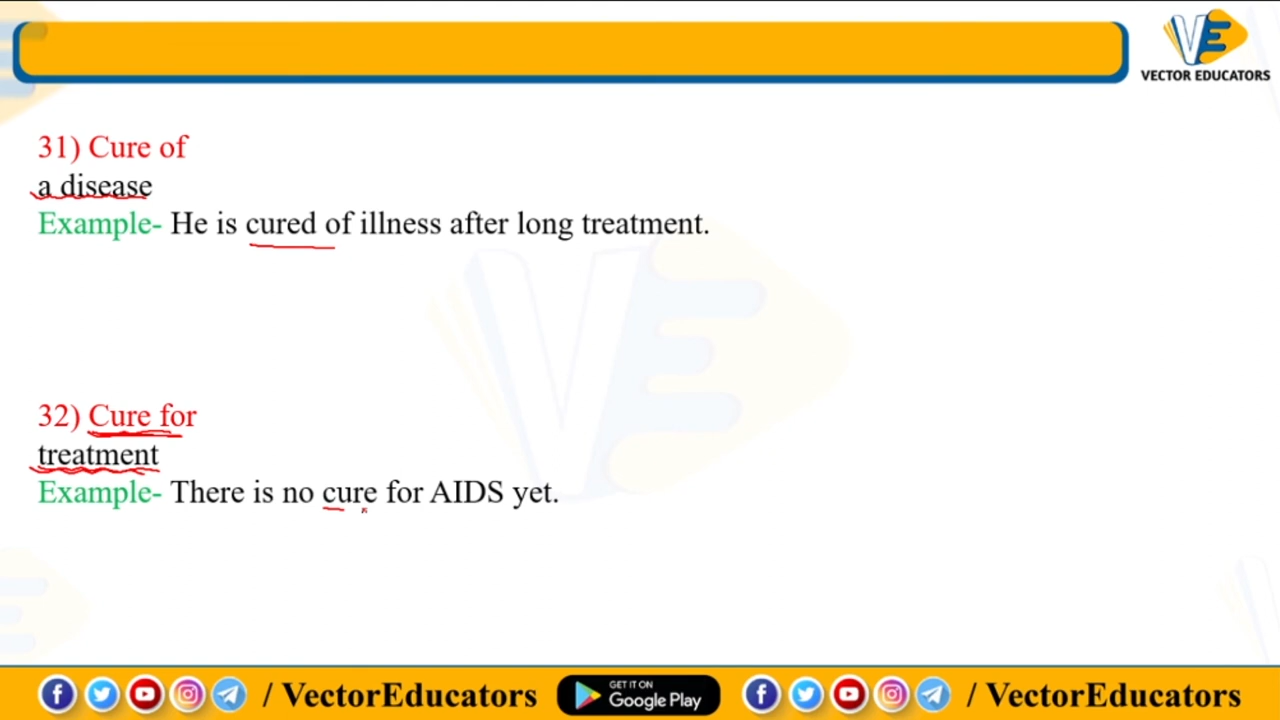 VE
VECTOR EDUCATORS
31) Cure of
a disease
Example- He is cured of illness after long treatment.
32) Cure for
treatment
Example- There is no cure for AIDS yet.
/ VectorEducators
GET IT ON
Google Play
/ VectorEducators